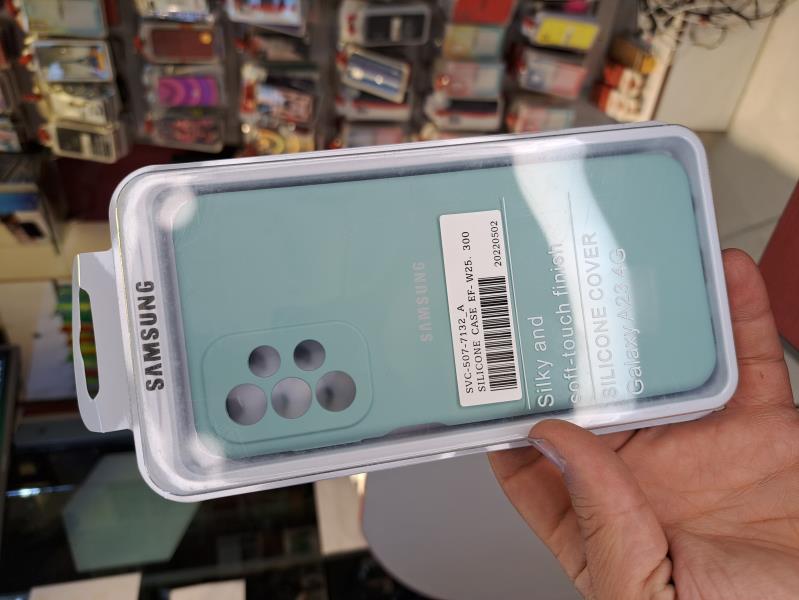 SAMSUNG
SAMSUNG
SVC-507-7132_A
SILICONE CASE EF- W25. 300
20220502
Silky and
soft-touch finish
SILICONE COVER
Galaxy A23 4G